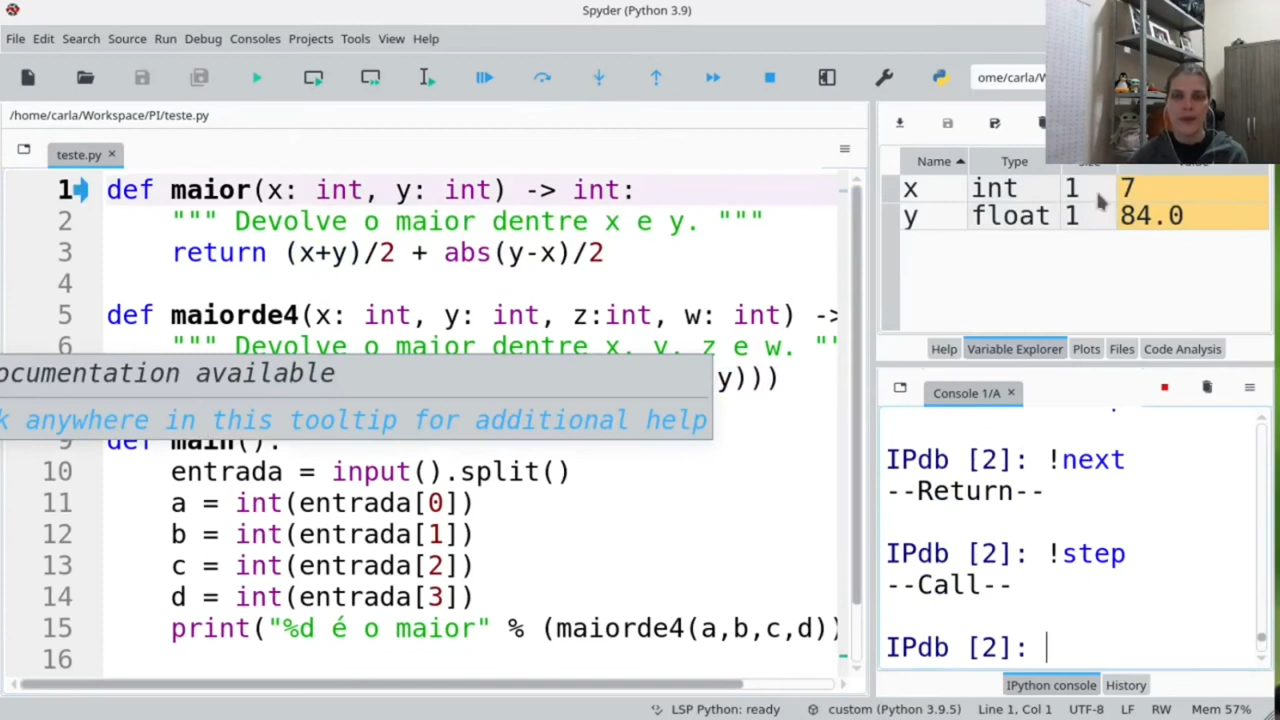 Spyder (Python 3.9)
File Edit Search Source Run Debug Consoles Projects Tools View Help
ome/carla/W
/home/carla/Workspace/PI/teste.py
teste.py
1 def maior(x: int, y: int) -> int:
2 """ Devolve o maior dentre x e y. """
3 return (x+y)/2 + abs(y-x)/2
4
5 def maiorde4(x: int, y: int, z:int, w: int) ->
6 """ Devolve o maior dentre x, y, z e w. ""
y)))
ocumentation available
k anywhere in this tooltip for additional help
9 def main():
10 entrada = input().split()
11 a = int(entrada[0])
12 b = int(entrada[1])
13 c = int(entrada[2])
14 d = int(entrada[3])
15 print("%d é o maior" % (maiorde4(a,b,c,d))
16
Name Type Size Value
x int 1 7
y float 1 84.0
Help Variable Explorer Plots Files Code Analysis
Console 1/A
IPdb [2]: !next
--Return--
IPdb [2]: !step
--Call--
IPdb [2]:
IPython console History
LSP Python: ready custom (Python 3.9.5) Line 1, Col 1 UTF-8 LF RW Mem 57%